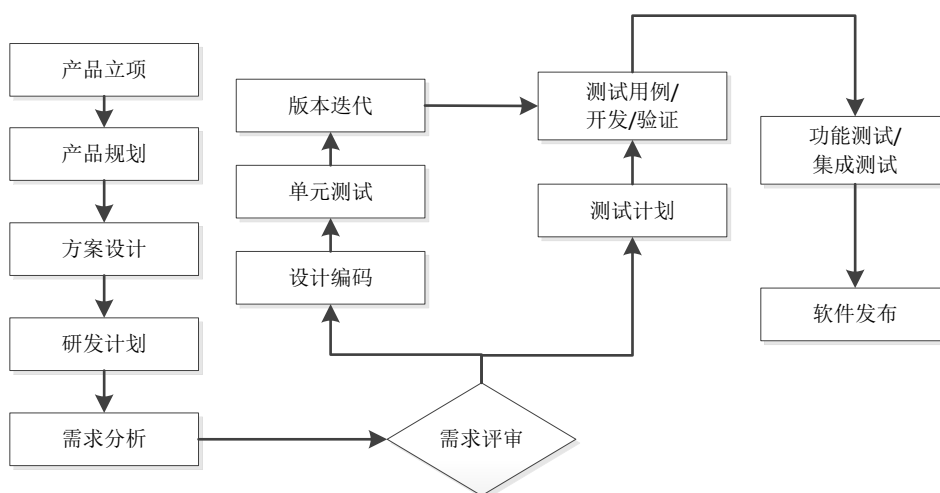 产品立项
产品规划
方案设计
研发计划
需求分析
需求评审
设计编码
单元测试
版本迭代
测试计划
测试用例/
开发/验证
功能测试/
集成测试
软件发布